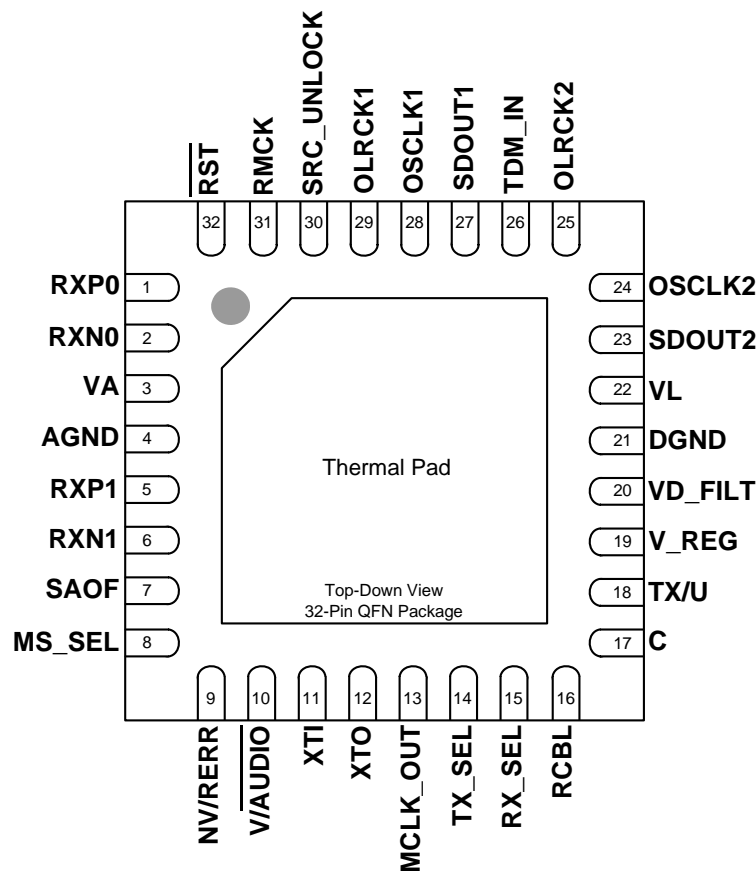 RST
RMCK
SRC_UNLOCK
OLRCK1
OSCLK1
SDOUT1
TDM_IN
OLRCK2
32 31 30 29 28 27 26 25
RXP0 1
RXN0 2
VA 3
AGND 4
RXP1 5
RXN1 6
SAOF 7
MS_SEL 8
24 OSCLK2
23 SDOUT2
22 VL
21 DGND
20 VD_FILT
19 V_REG
18 TX/U
17 C
Thermal Pad
Top-Down View
32-Pin QFN Package
9 10 11 12 13 14 15 16
NV/RERR
V/AUDIO
XTI
XTO
MCLK_OUT
TX_SEL
RX_SEL
RCBL